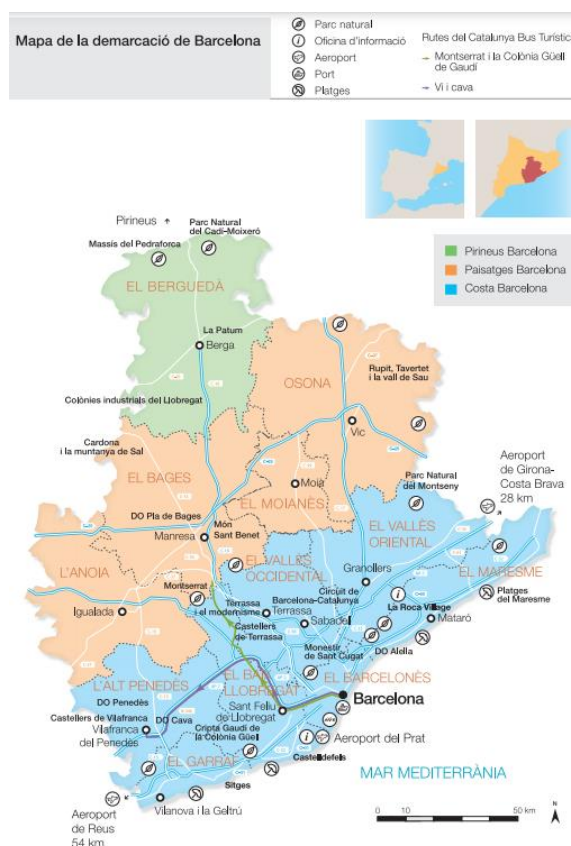 Mapa de la demarcació de Barcelona
Parc natural
Oficina d'informació
Aeroport
Port
Platges
Rutes del Catalunya Bus Turístic
Montserrat i la Colònia Güell
de Gaudí
Vi i cava
Pirineus
Parc Natural
del Cadí-Moixeró
Massís del Pedraforca
EL BERGUEDÀ
Pirineus Barcelona
Paisatges Barcelona
Costa Barcelona
La Patum
Berga
OSONA
Rupit, Tavertet
i la vall de Sau
Colònies industrials del Llobregat
Vic
Cardona
i la muntanya de Sal
EL BAGES
Moià
EL MOIANÈS
Parc Natural
del Montseny
Aeroport
de Girona-
Costa Brava
28 km
DO Pla de Bages
Món
Sant Benet
Manresa
EL VALLÈS
ORIENTAL
EL VALLÈS
OCCIDENTAL
L'ANOIA
Granollers
EL MARESME
Montserrat
Circuit de
Barcelona-Catalunya
La Roca Village
Platges
del Maresme
Igualada
Terrassa
i el modernisme
Terrassa
Sabadell
Mataró
Castellers
de Terrassa
Monestir
de Sant Cugat
DO Alella
L'ALT PENEDÈS
EL BAIX
LLOBREGAT
EL BARCELONÈS
DO Penedès
Barcelona
Castellers de Vilafranca
DO Cava
Sant Feliu
de Llobregat
Vilafranca
del Penedès
Cripta Gaudí de
la Colònia Güell
Aeroport del Prat
EL GARRAF
Castelldefels
MAR MEDITERRÀNIA
Sitges
Vilanova i la Geltrú
Aeroport
de Reus
54 km
0 10 50 km
N